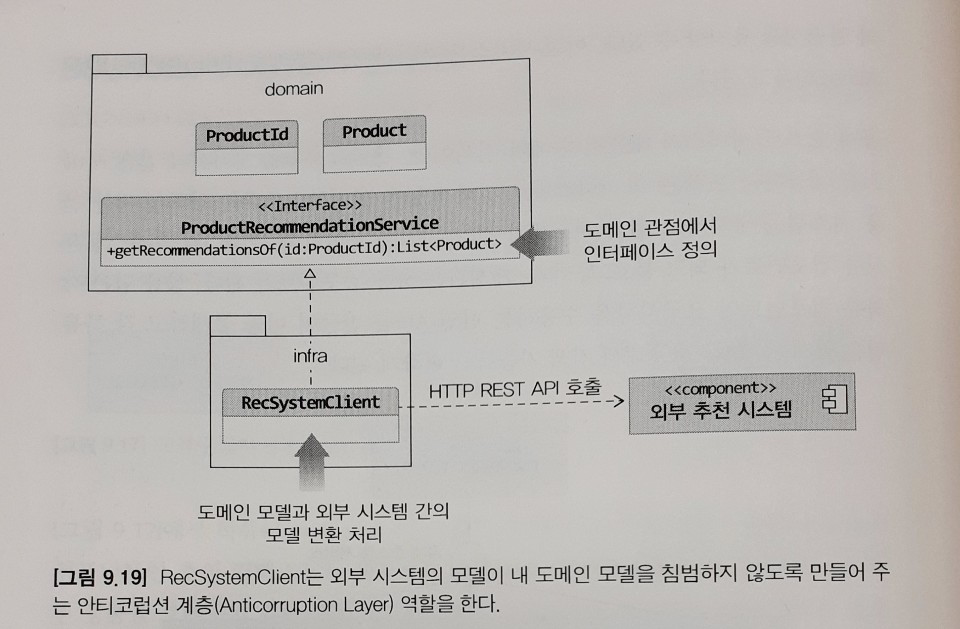 domain
ProductId
Product
<<Interface>>
ProductRecommendationService
+getRecommendationsOf(id:ProductId):List<Product>
도메인 관점에서
인터페이스 정의
infra
RecSystemClient
HTTP REST API 호출
<<component>>
외부 추천 시스템
도메인 모델과 외부 시스템 간의
모델 변환 처리
[그림 9.19] RecSystemClient는 외부 시스템의 모델이 내 도메인 모델을 침범하지 않도록 만들어 주
는 안티코럽션 계층(Anticorruption Layer) 역할을 한다.